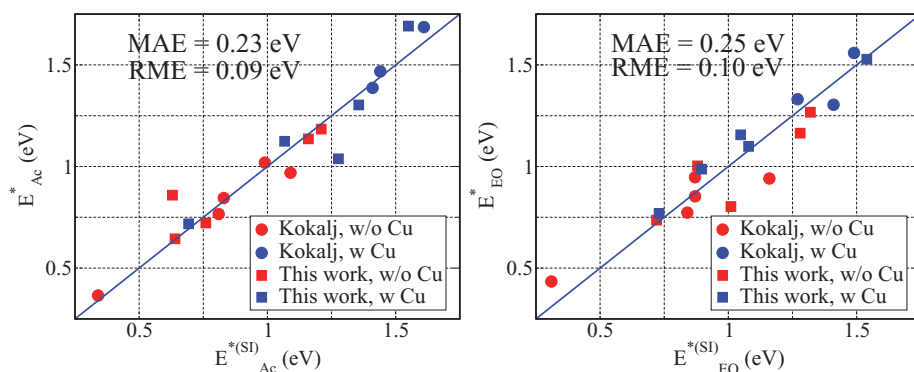 MAE = 0.23 eV
RME = 0.09 eV
1.5
1
0.5
E*Ac (eV)
Kokalj, w/o Cu
Kokalj, w Cu
This work, w/o Cu
This work, w Cu
0.5 1 1.5
E*(SI)Ac (eV)
MAE = 0.25 eV
RME = 0.10 eV
1.5
1
0.5
E*EO (eV)
Kokalj, w/o Cu
Kokalj, w Cu
This work, w/o Cu
This work, w Cu
0.5 1 1.5
E*(SI)EO (eV)